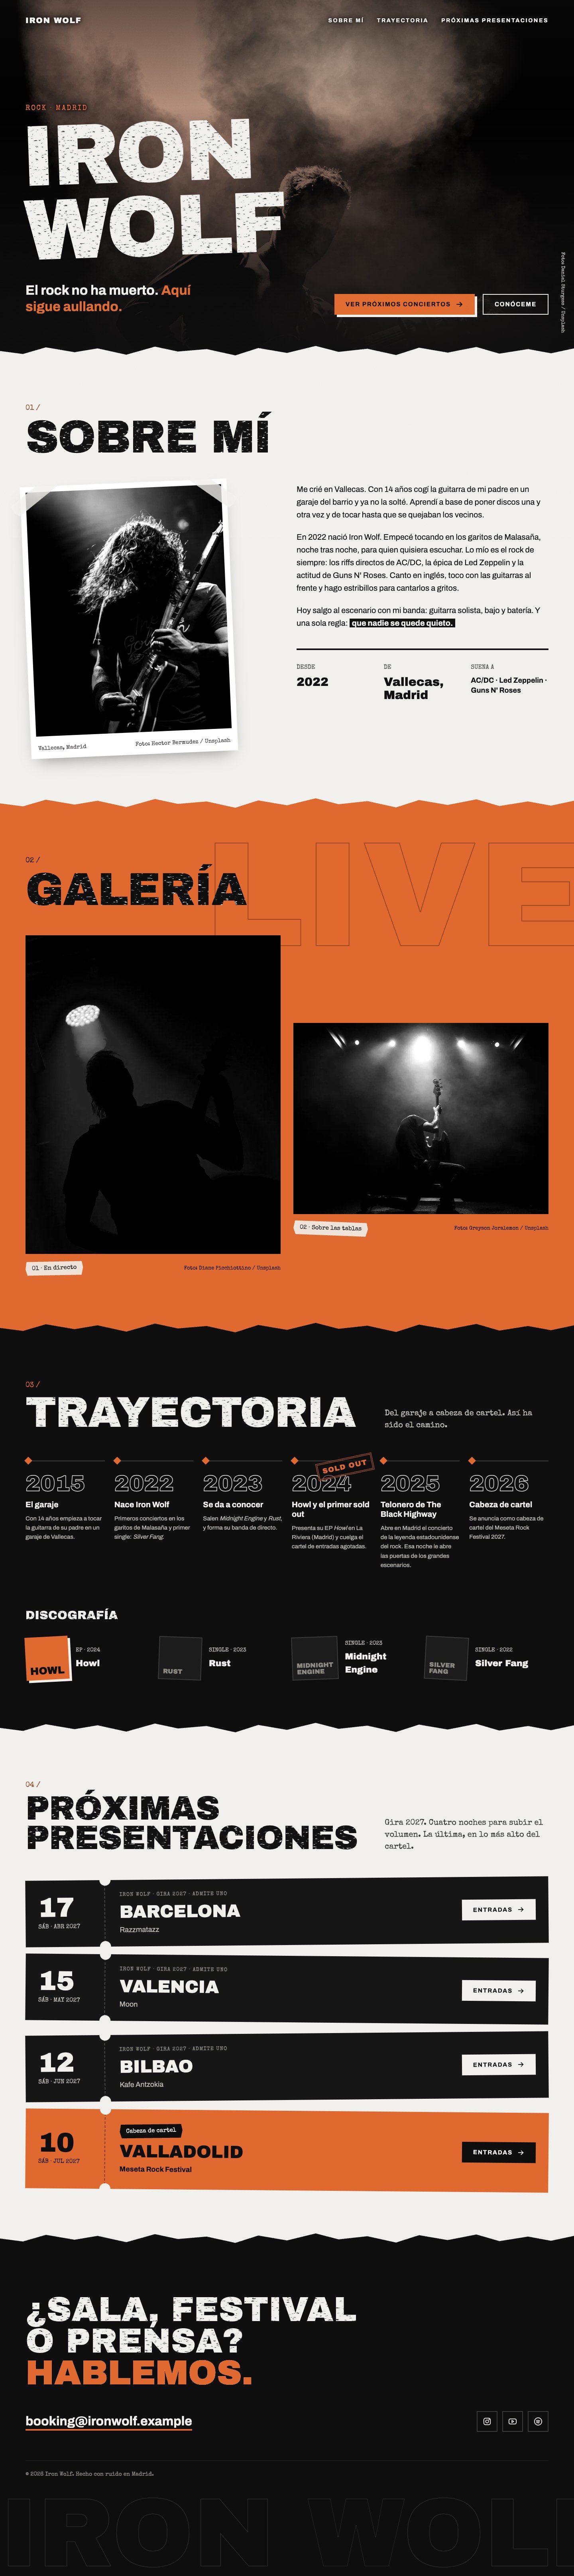 IRON WOLF
SOBRE MÍ
TRAYECTORIA
PRÓXIMAS PRESENTACIONES
ROCK · MADRID
IRON
WOLF
El rock no ha muerto. Aquí
sigue aullando.
VER PRÓXIMOS CONCIERTOS →
CONÓCEME
Foto: Daniel Sturgess / Unsplash
01 /
SOBRE MÍ
Vallecas, Madrid
Foto: Hector Bermudez / Unsplash
Me crié en Vallecas. Con 14 años cogí la guitarra de mi padre en un
garaje del barrio y ya no la solté. Aprendí a base de poner discos una y
otra vez y de tocar hasta que se quejaban los vecinos.
En 2022 nació Iron Wolf. Empecé tocando en los garitos de Malasaña,
noche tras noche, para quien quisiera escuchar. Lo mío es el rock de
siempre: los riffs directos de AC/DC, la épica de Led Zeppelin y la
actitud de Guns N' Roses. Canto en inglés, toco con las guitarras al
frente y hago estribillos para cantarlos a gritos.
Hoy salgo al escenario con mi banda: guitarra solista, bajo y batería. Y
una sola regla: que nadie se quede quieto.
DESDE
2022
DE
Vallecas,
Madrid
SUENA A
AC/DC · Led Zeppelin ·
Guns N' Roses
02 /
GALERÍA
LIVE
01 · En directo
Foto: Diana Pirchiottino / Unsplash
02 · Sobre las tablas
Foto: Greyson Joralemon / Unsplash
03 /
TRAYECTORIA
Del garaje a cabeza de cartel. Así ha
sido el camino.
2015
El garaje
Con 14 años empieza a tocar
la guitarra de su padre en un
garaje de Vallecas.
2022
Nace Iron Wolf
Primeros conciertos en los
garitos de Malasaña y primer
single: Silver Fang.
2023
Se da a conocer
Salen Midnight Engine y Rust,
y forma su banda de directo.
SOLD OUT
2024
Howl y el primer sold
out
Presenta su EP Howl en La
Riviera (Madrid) y cuelga el
cartel de entradas agotadas.
2025
Telonero de The
Black Highway
Abre en Madrid el concierto
de la leyenda estadounidense
del rock. Esa noche le abre
las puertas de los grandes
escenarios.
2026
Cabeza de cartel
Se anuncia como cabeza de
cartel del Meseta Rock
Festival 2027.
DISCOGRAFÍA
HOWL
EP · 2024
Howl
RUST
SINGLE · 2023
Rust
MIDNIGHT
ENGINE
SINGLE · 2023
Midnight
Engine
SILVER
FANG
SINGLE · 2022
Silver Fang
04 /
PRÓXIMAS
PRESENTACIONES
Gira 2027. Cuatro noches para subir el
volumen. La última, en lo más alto del
cartel.
17
SÁB · ABR 2027
IRON WOLF · GIRA 2027 · ADMITE UNO
BARCELONA
Razzmatazz
ENTRADAS →
15
SÁB · MAY 2027
IRON WOLF · GIRA 2027 · ADMITE UNO
VALENCIA
Moon
ENTRADAS →
12
SÁB · JUN 2027
IRON WOLF · GIRA 2027 · ADMITE UNO
BILBAO
Kafe Antzokia
ENTRADAS →
10
SÁB · JUL 2027
Cabeza de cartel
VALLADOLID
Meseta Rock Festival
ENTRADAS →
¿SALA, FESTIVAL
O PRENSA?
HABLEMOS.
booking@ironwolf.example
© 2026 Iron Wolf. Hecho con ruido en Madrid.
IRON WOLF